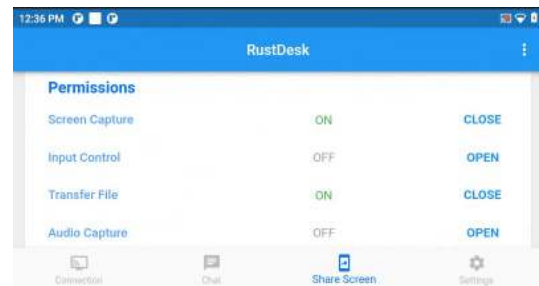 12:36 PM
RustDesk
Permissions
Screen Capture ON CLOSE
Input Control OFF OPEN
Transfer File ON CLOSE
Audio Capture OFF OPEN
Connection Chat Share Screen Settings